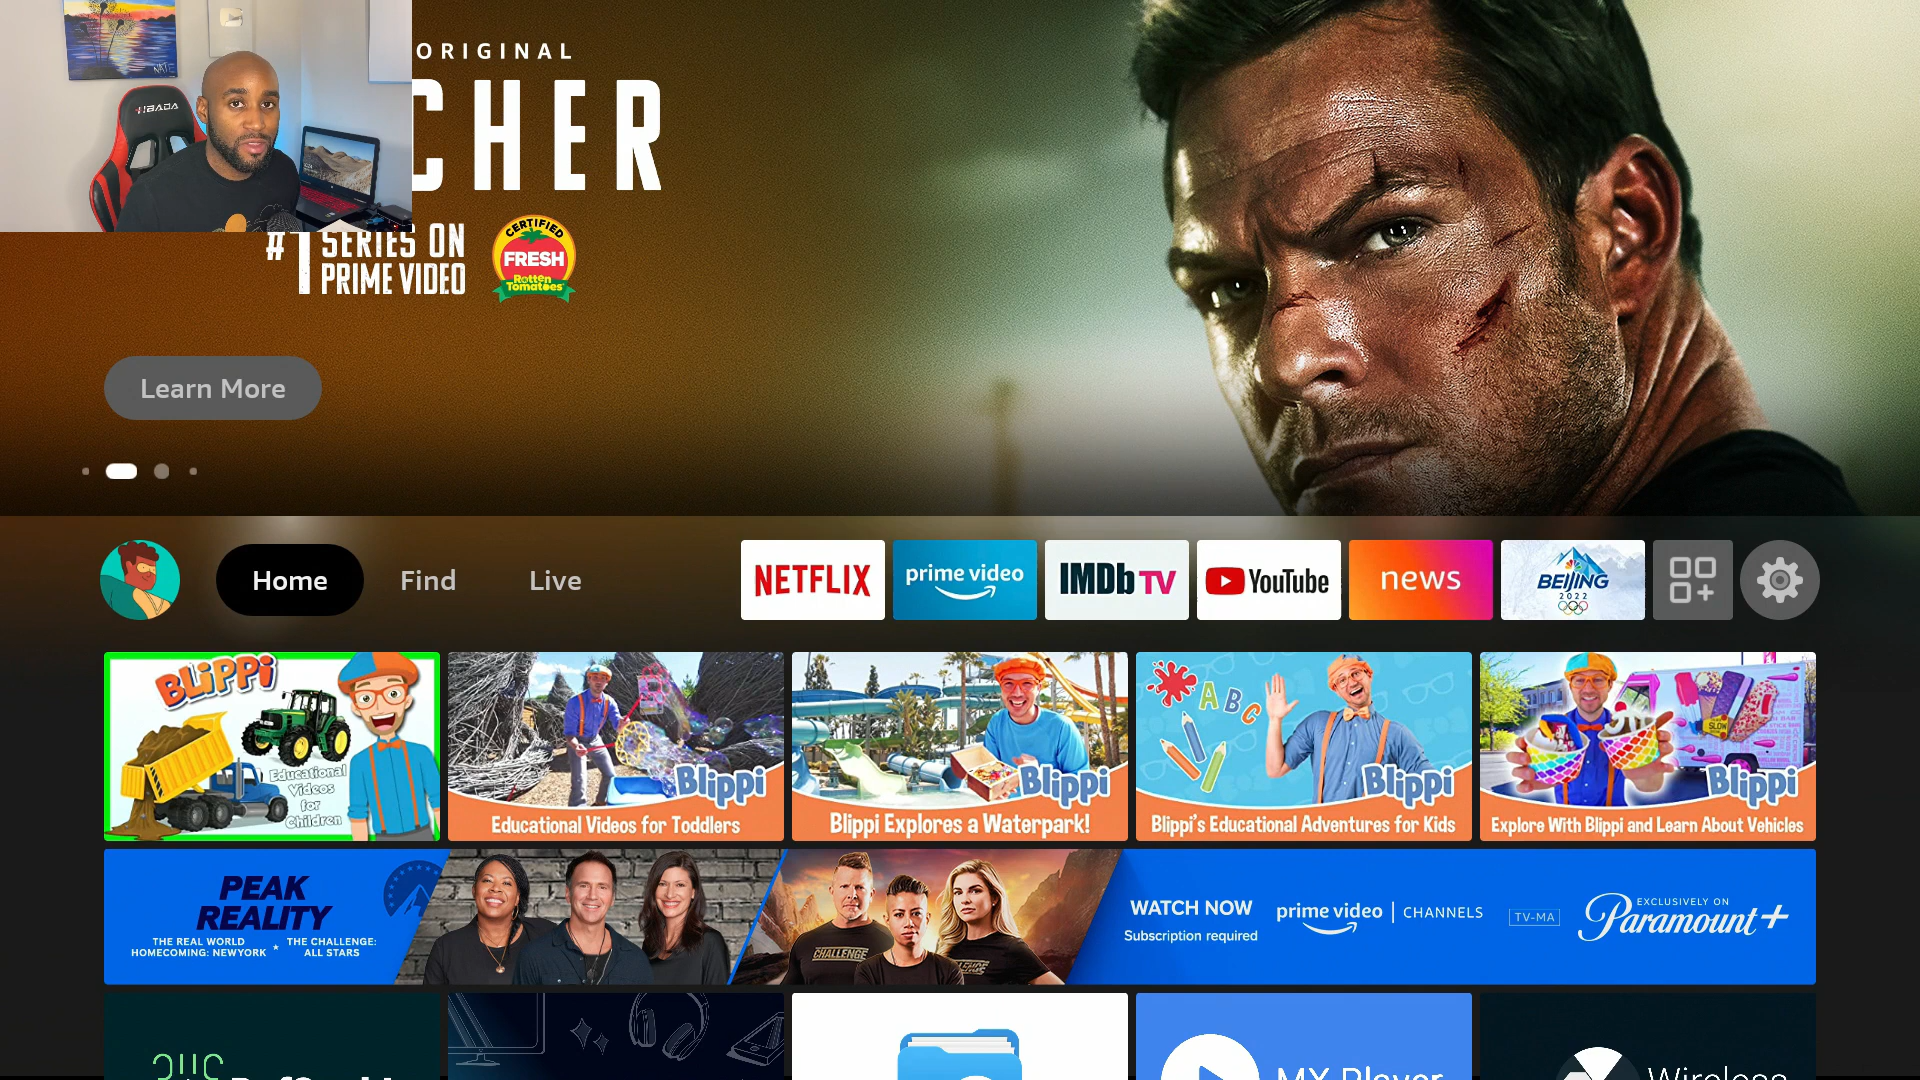 NATE
HBADA
ORIGINAL
CHER
#1 SERIES ON
PRIME VIDEO
CERTIFIED
FRESH
Rotten
Tomatoes
Learn More
Home
Find
Live
NETFLIX
prime video
IMDb TV
YouTube
news
BEIJING
2022
BLiPPi
Educational
Videos
for
Children
Blippi
Educational Videos for Toddlers
Blippi
Blippi Explores a Waterpark!
A B C
Blippi
Blippi's Educational Adventures for Kids
SLOW
Blippi
Explore With Blippi and Learn About Vehicles
PEAK
REALITY
THE REAL WORLD
HOMECOMING: NEWYORK
* THE CHALLENGE:
ALL STARS
CHALLENGE
WATCH NOW
Subscription required
prime video | CHANNELS
TV-MA
EXCLUSIVELY ON
Paramount+
MX Player
Wireless